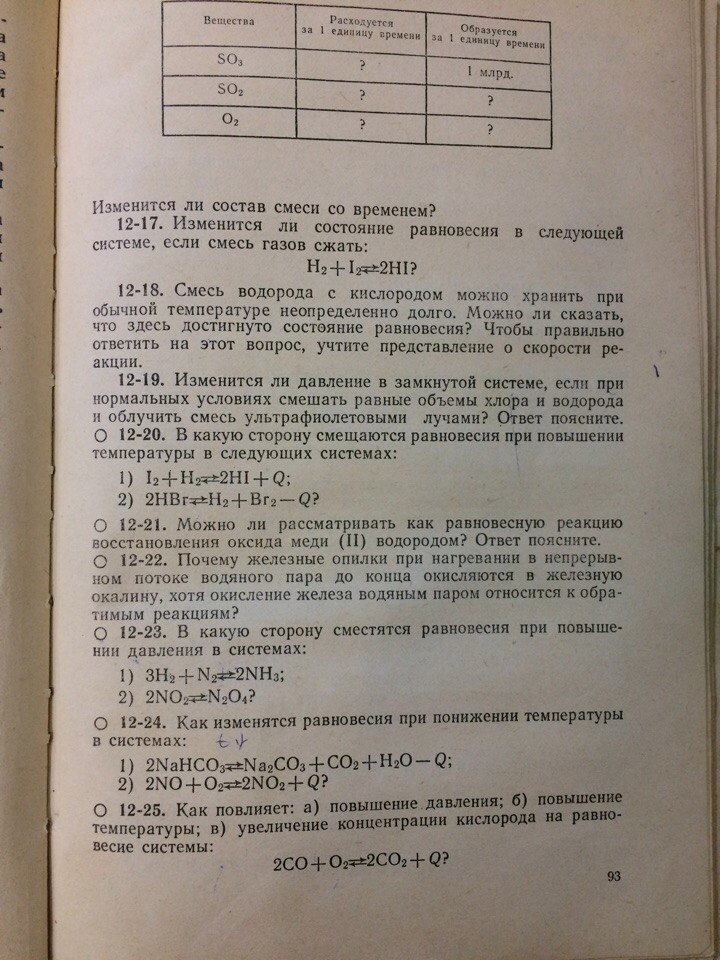 Вещества
Расходуется
за 1 единицу времени
Образуется
за 1 единицу времени
SO₃ ? 1 млрд.
SO₂ ? ?
O₂ ? ?
Изменится ли состав смеси со временем?
12-17. Изменится ли состояние равновесия в следующей
системе, если смесь газов сжать:
H₂+I₂⇄2HI?
12-18. Смесь водорода с кислородом можно хранить при
обычной температуре неопределенно долго. Можно ли сказать,
что здесь достигнуто состояние равновесия? Чтобы правильно
ответить на этот вопрос, учтите представление о скорости ре-
акции.
12-19. Изменится ли давление в замкнутой системе, если при
нормальных условиях смешать равные объемы хлора и водорода
и облучить смесь ультрафиолетовыми лучами? Ответ поясните.
○ 12-20. В какую сторону смещаются равновесия при повышении
температуры в следующих системах:
1) I₂+H₂⇄2HI+Q;
2) 2HBr⇄H₂+Br₂−Q?
○ 12-21. Можно ли рассматривать как равновесную реакцию
восстановления оксида меди (II) водородом? Ответ поясните.
○ 12-22. Почему железные опилки при нагревании в непрерыв-
ном потоке водяного пара до конца окисляются в железную
окалину, хотя окисление железа водяным паром относится к обра-
тимым реакциям?
○ 12-23. В какую сторону сместятся равновесия при повыше-
нии давления в системах:
1) 3H₂+N₂⇄2NH₃;
2) 2NO₂⇄N₂O₄?
○ 12-24. Как изменятся равновесия при понижении температуры
в системах: t↓
1) 2NaHCO₃⇄Na₂CO₃+CO₂+H₂O−Q;
2) 2NO+O₂⇄2NO₂+Q?
○ 12-25. Как повлияет: а) повышение давления; б) повышение
температуры; в) увеличение концентрации кислорода на равно-
весие системы:
2CO+O₂⇄2CO₂+Q?
93